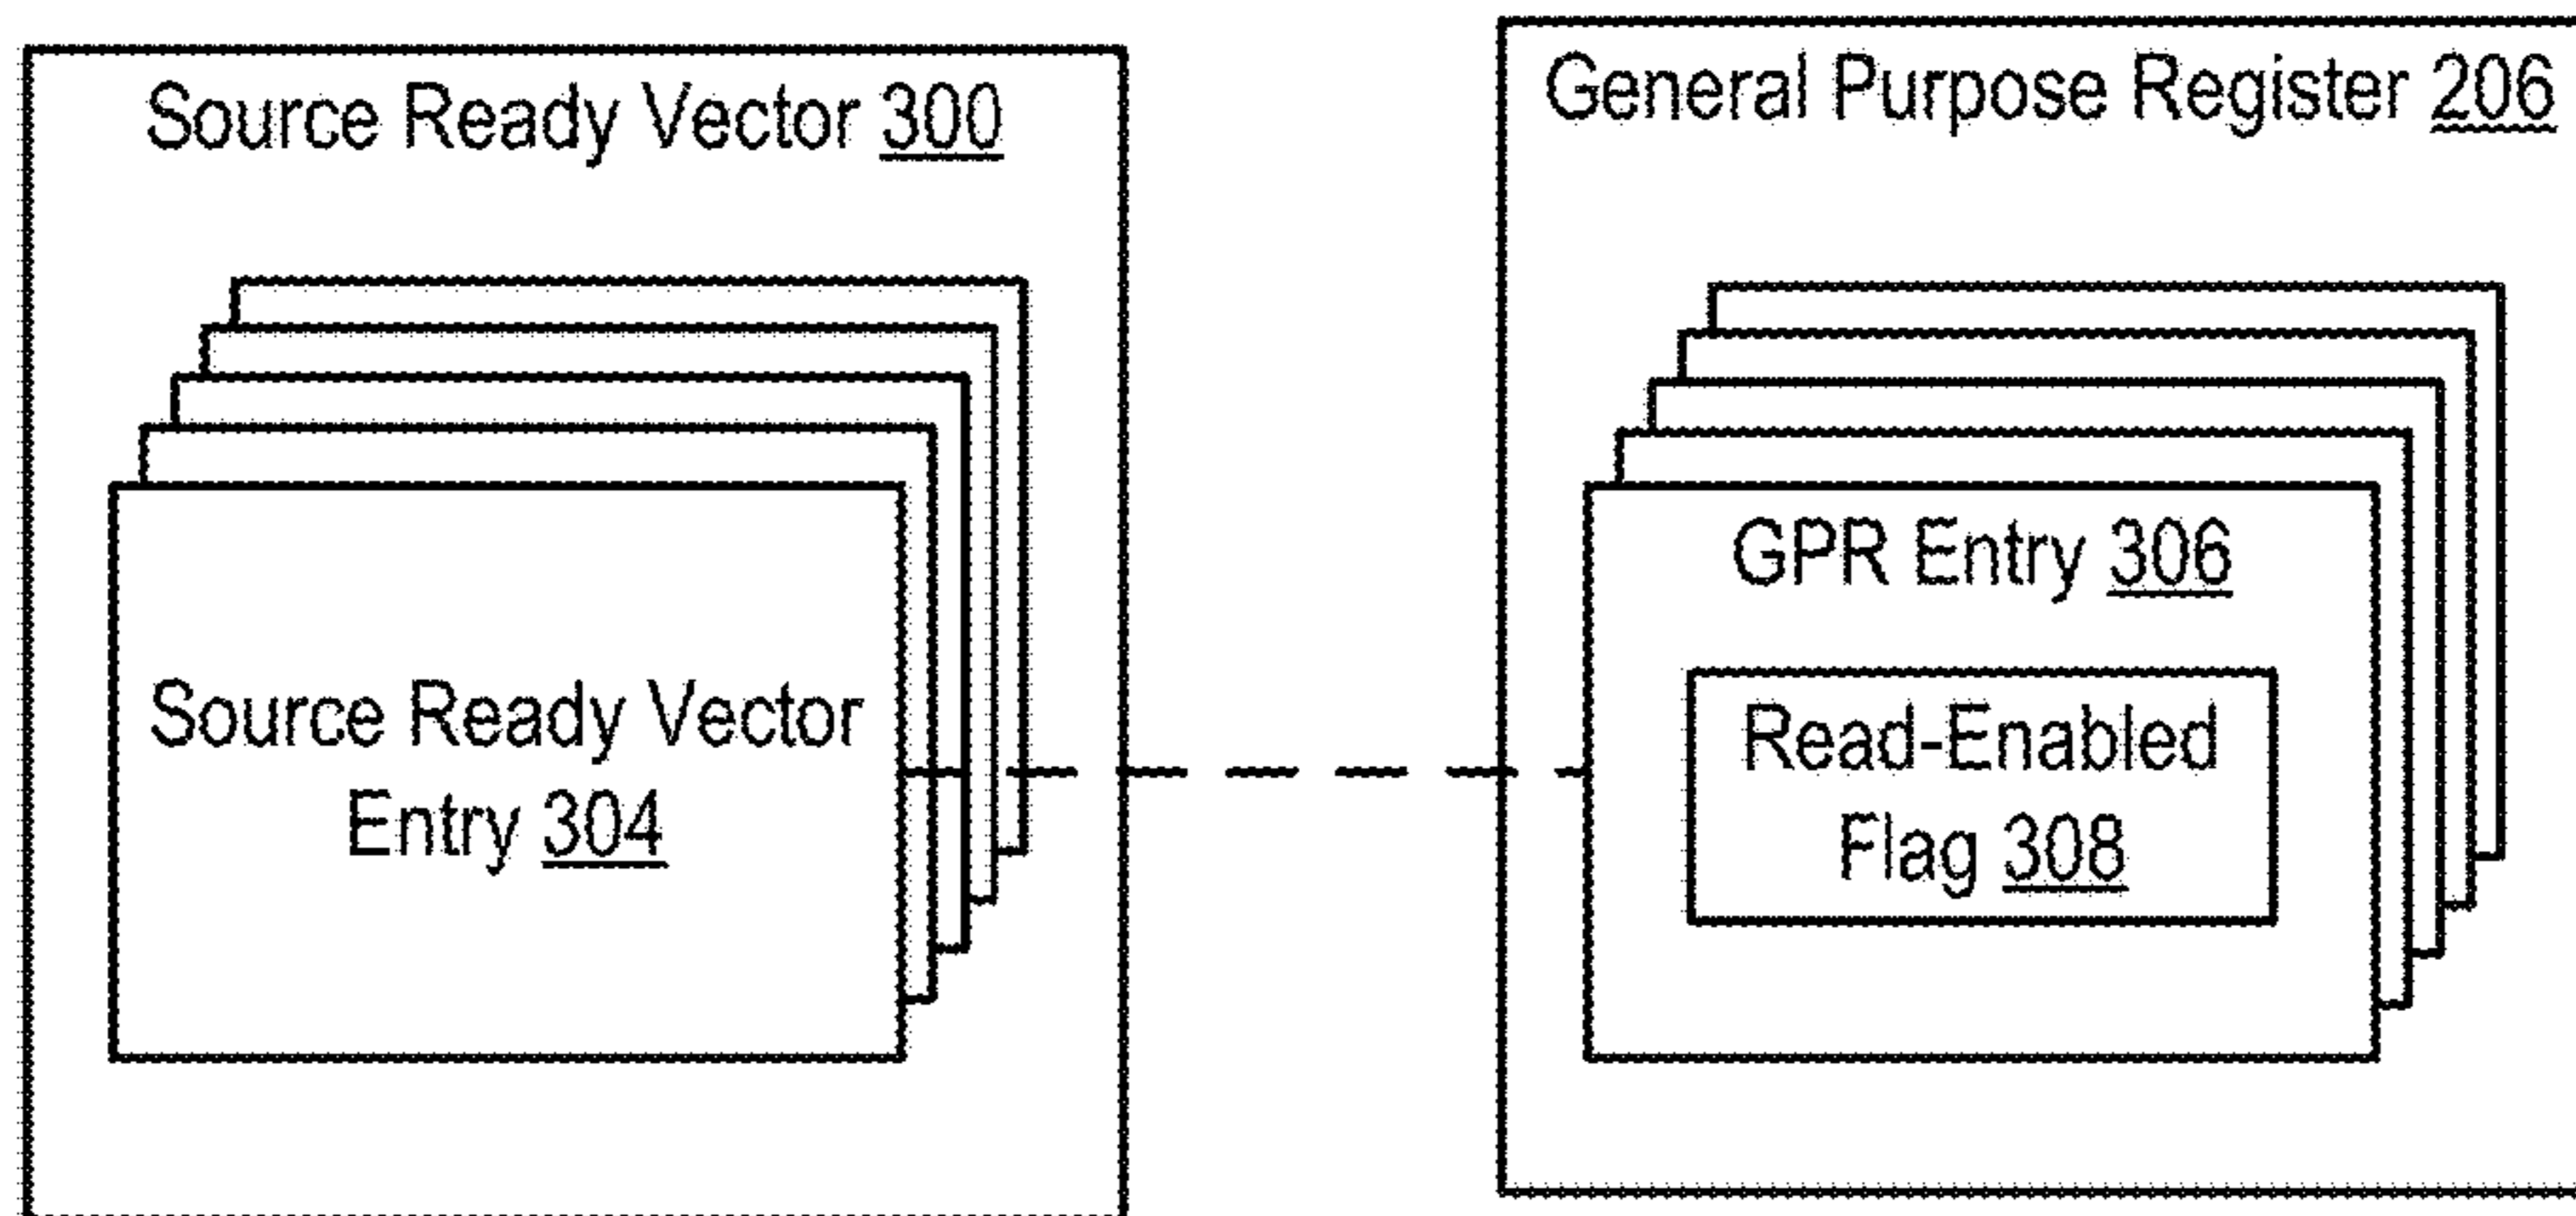 Source Ready Vector 300
General Purpose Register 206
Source Ready Vector
Entry 304
GPR Entry 306
Read-Enabled
Flag 308